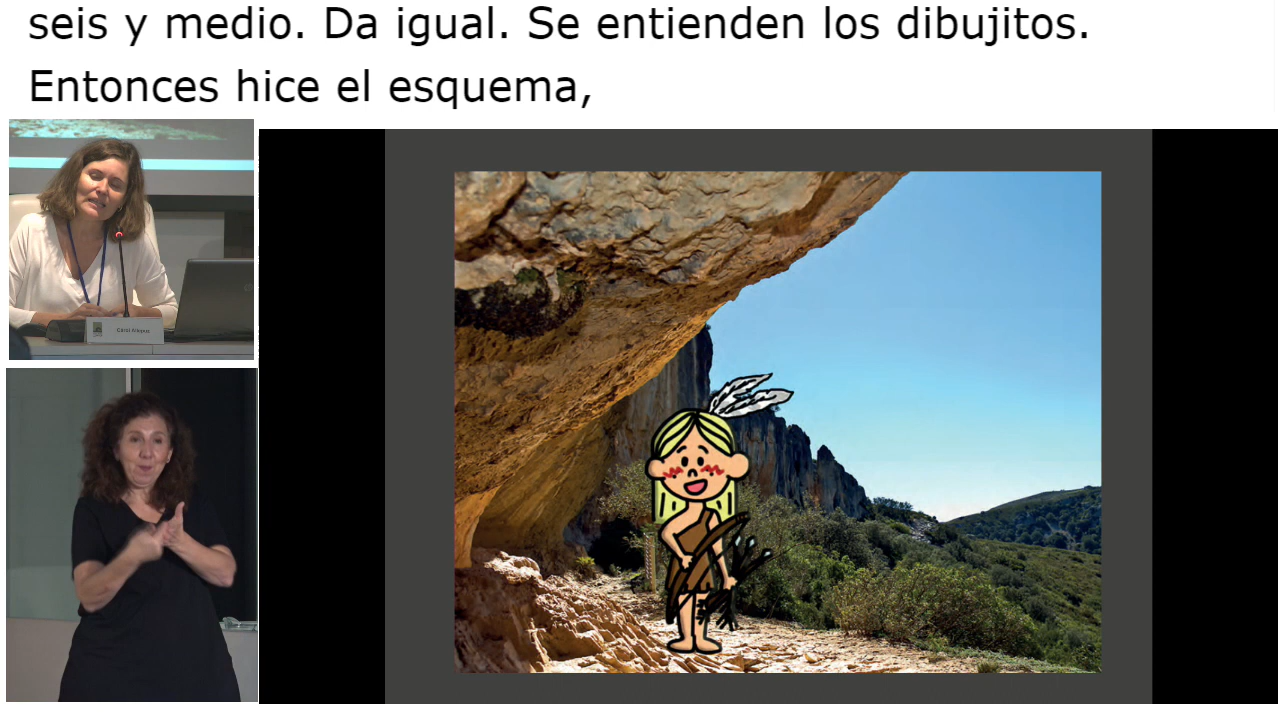 seis y medio. Da igual. Se entienden los dibujitos.
Entonces hice el esquema,